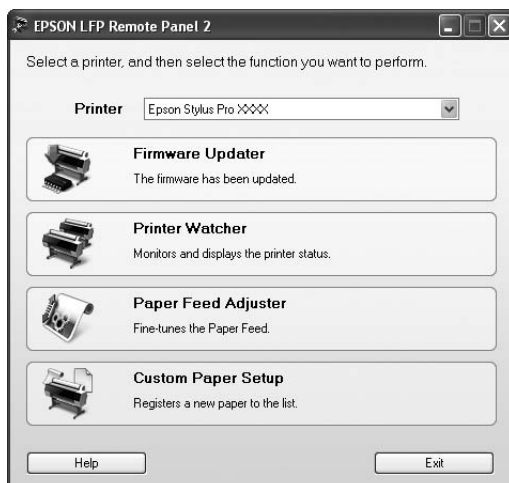 EPSON LFP Remote Panel 2
Select a printer, and then select the function you want to perform.
Printer Epson Stylus Pro XXXX
Firmware Updater
The firmware has been updated.
Printer Watcher
Monitors and displays the printer status.
Paper Feed Adjuster
Fine-tunes the Paper Feed.
Custom Paper Setup
Registers a new paper to the list.
Help Exit